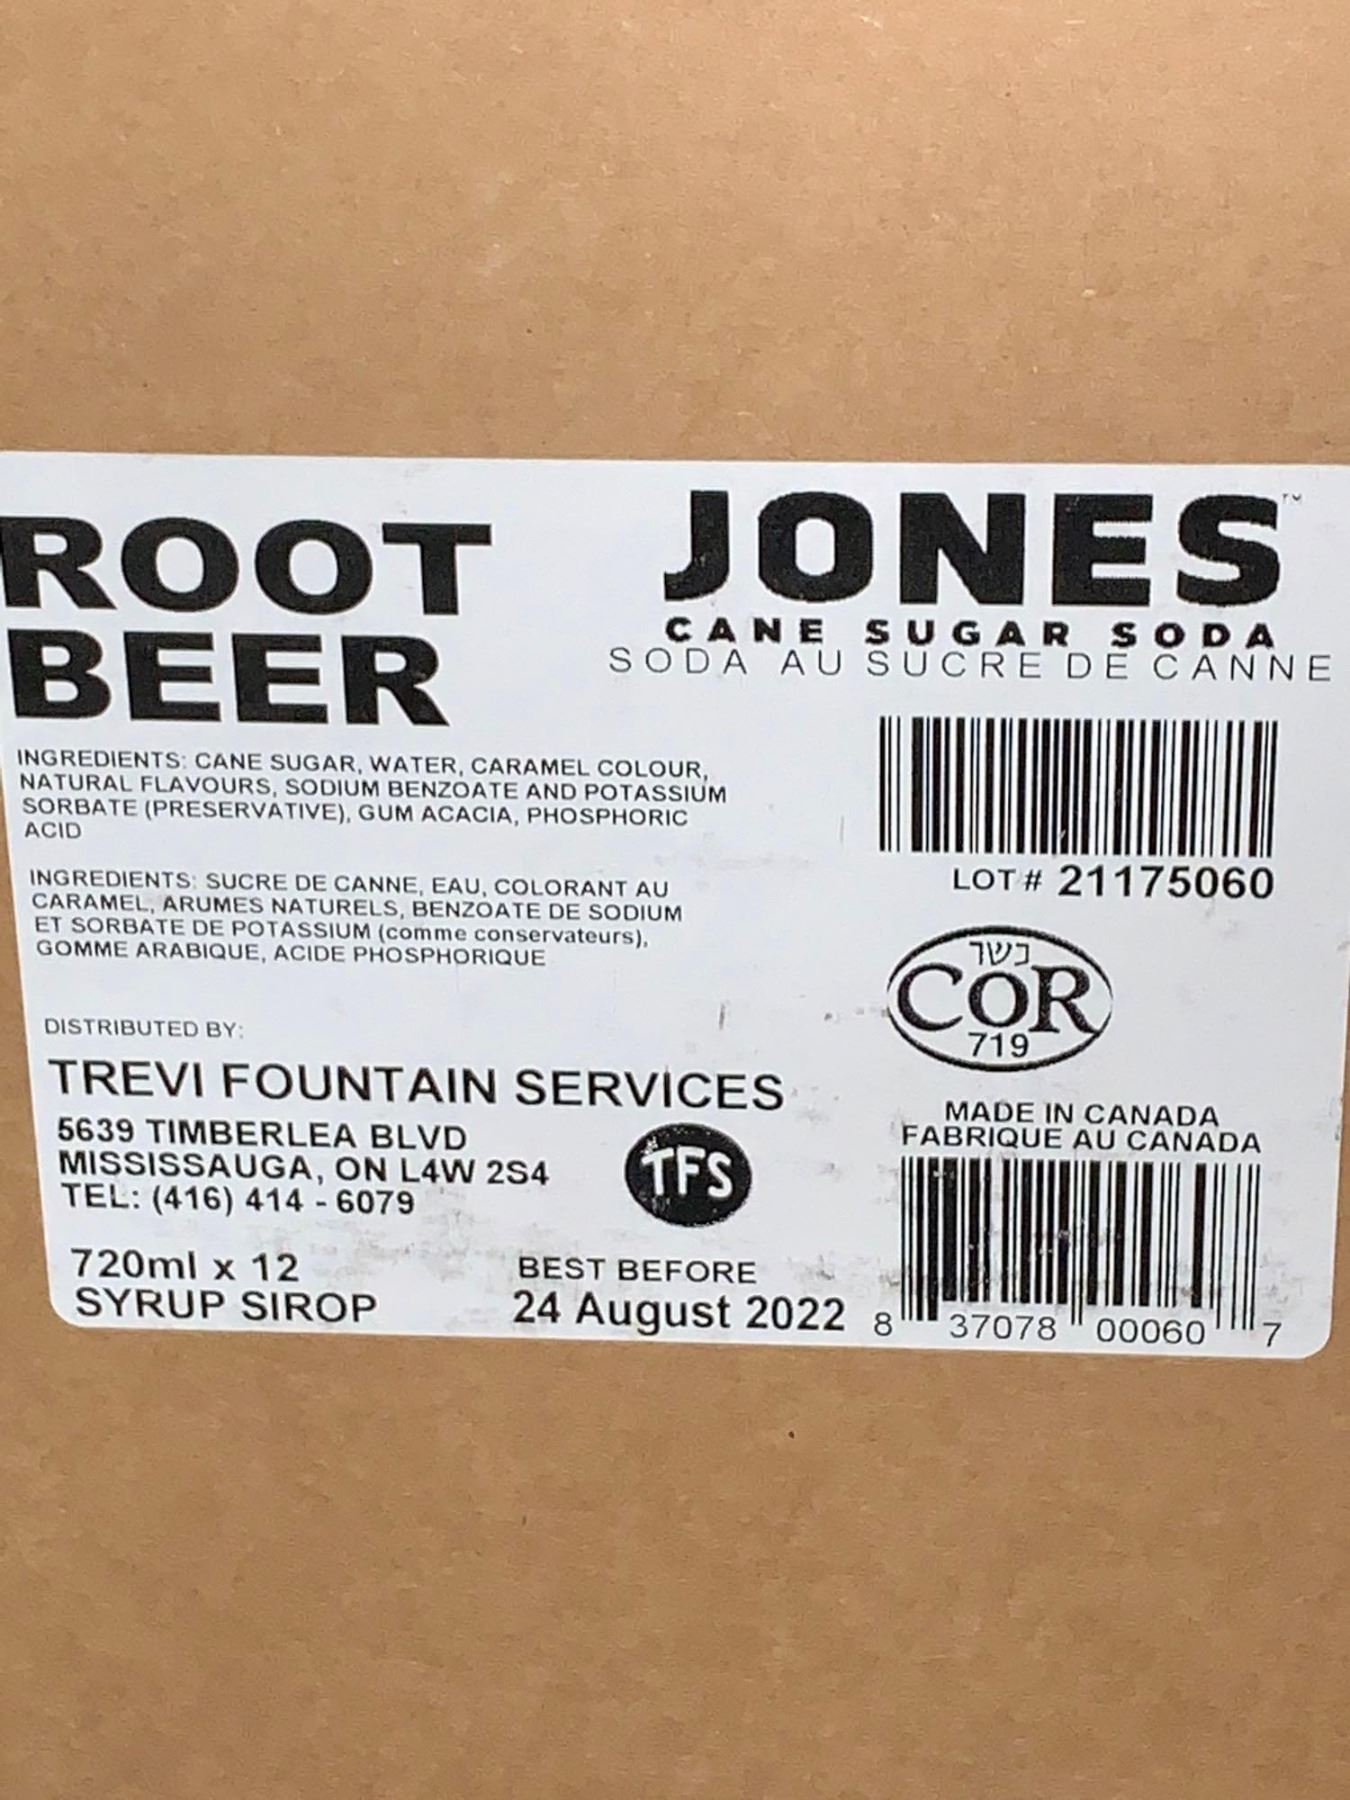 ROOT
BEER
JONES™
CANE SUGAR SODA
SODA AU SUCRE DE CANNE
INGREDIENTS: CANE SUGAR, WATER, CARAMEL COLOUR,
NATURAL FLAVOURS, SODIUM BENZOATE AND POTASSIUM
SORBATE (PRESERVATIVE), GUM ACACIA, PHOSPHORIC
ACID
INGREDIENTS: SUCRE DE CANNE, EAU, COLORANT AU
CARAMEL, ARUMES NATURELS, BENZOATE DE SODIUM
ET SORBATE DE POTASSIUM (comme conservateurs),
GOMME ARABIQUE, ACIDE PHOSPHORIQUE
LOT # 21175060
כשר
COR
719
DISTRIBUTED BY:
TREVI FOUNTAIN SERVICES
5639 TIMBERLEA BLVD
MISSISSAUGA, ON L4W 2S4
TEL: (416) 414 - 6079
TFS
MADE IN CANADA
FABRIQUE AU CANADA
720ml x 12
SYRUP SIROP
BEST BEFORE
24 August 2022
8 37078 00060 7